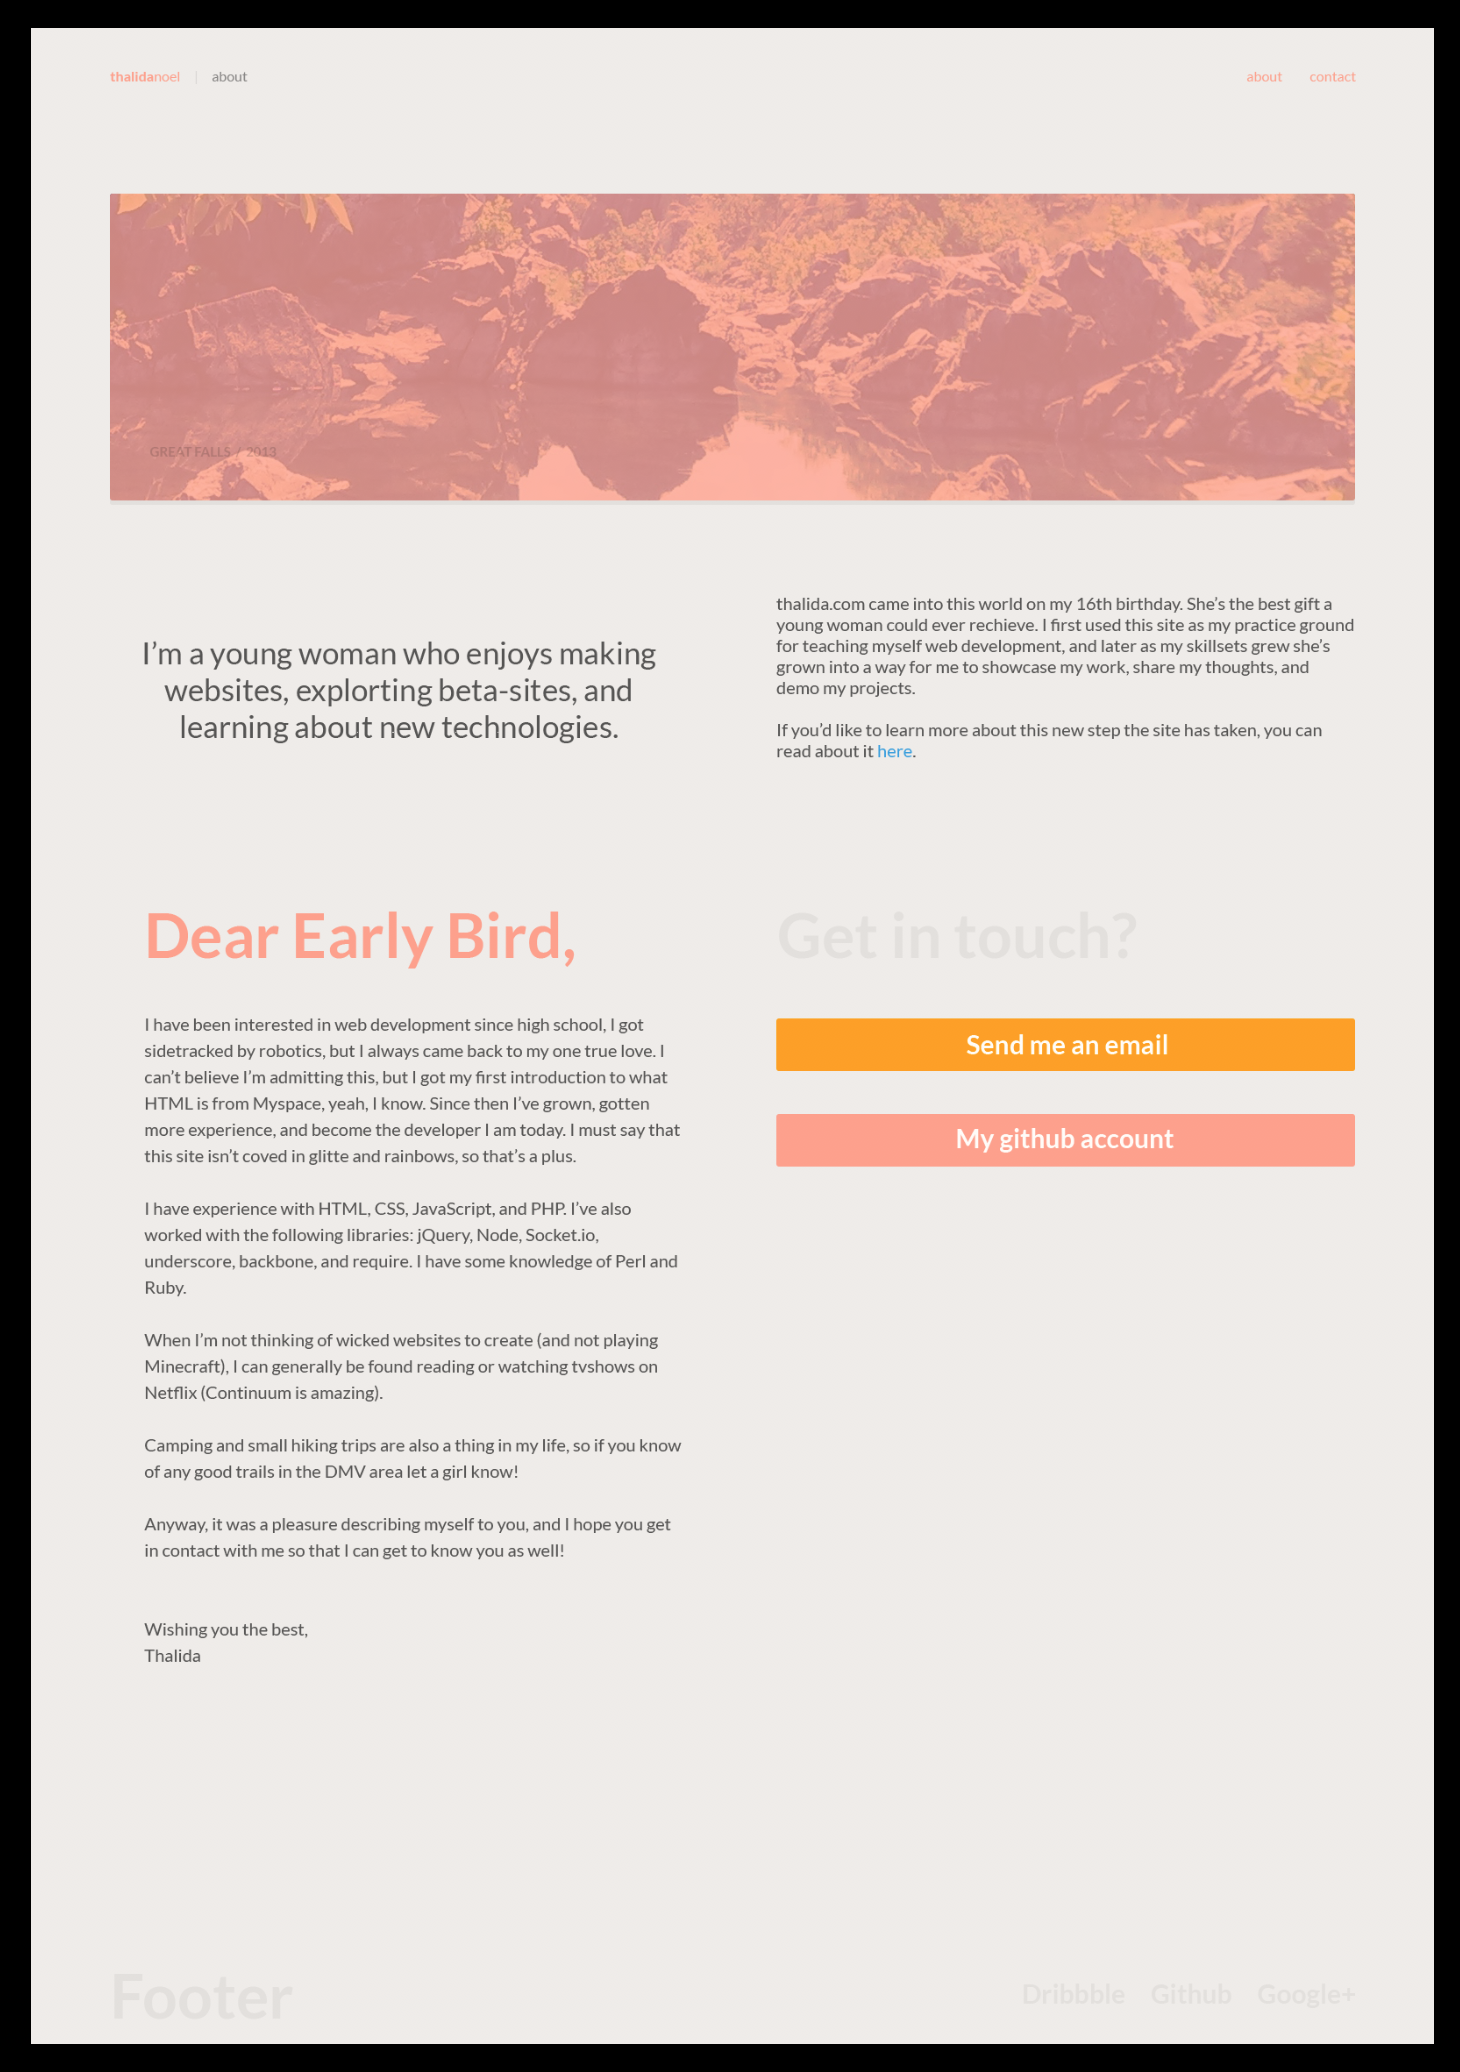 thalidanoel | about
about contact
GREAT FALLS / 2013
I'm a young woman who enjoys making
websites, explorting beta-sites, and
learning about new technologies.
thalida.com came into this world on my 16th birthday. She's the best gift a
young woman could ever rechieve. I first used this site as my practice ground
for teaching myself web development, and later as my skillsets grew she's
grown into a way for me to showcase my work, share my thoughts, and
demo my projects.
If you'd like to learn more about this new step the site has taken, you can
read about it here.
Dear Early Bird,
I have been interested in web development since high school, I got
sidetracked by robotics, but I always came back to my one true love. I
can't believe I'm admitting this, but I got my first introduction to what
HTML is from Myspace, yeah, I know. Since then I've grown, gotten
more experience, and become the developer I am today. I must say that
this site isn't coved in glitte and rainbows, so that's a plus.
I have experience with HTML, CSS, JavaScript, and PHP. I've also
worked with the following libraries: jQuery, Node, Socket.io,
underscore, backbone, and require. I have some knowledge of Perl and
Ruby.
When I'm not thinking of wicked websites to create (and not playing
Minecraft), I can generally be found reading or watching tvshows on
Netflix (Continuum is amazing).
Camping and small hiking trips are also a thing in my life, so if you know
of any good trails in the DMV area let a girl know!
Anyway, it was a pleasure describing myself to you, and I hope you get
in contact with me so that I can get to know you as well!
Wishing you the best,
Thalida
Get in touch?
Send me an email
My github account
Footer
Dribbble Github Google+